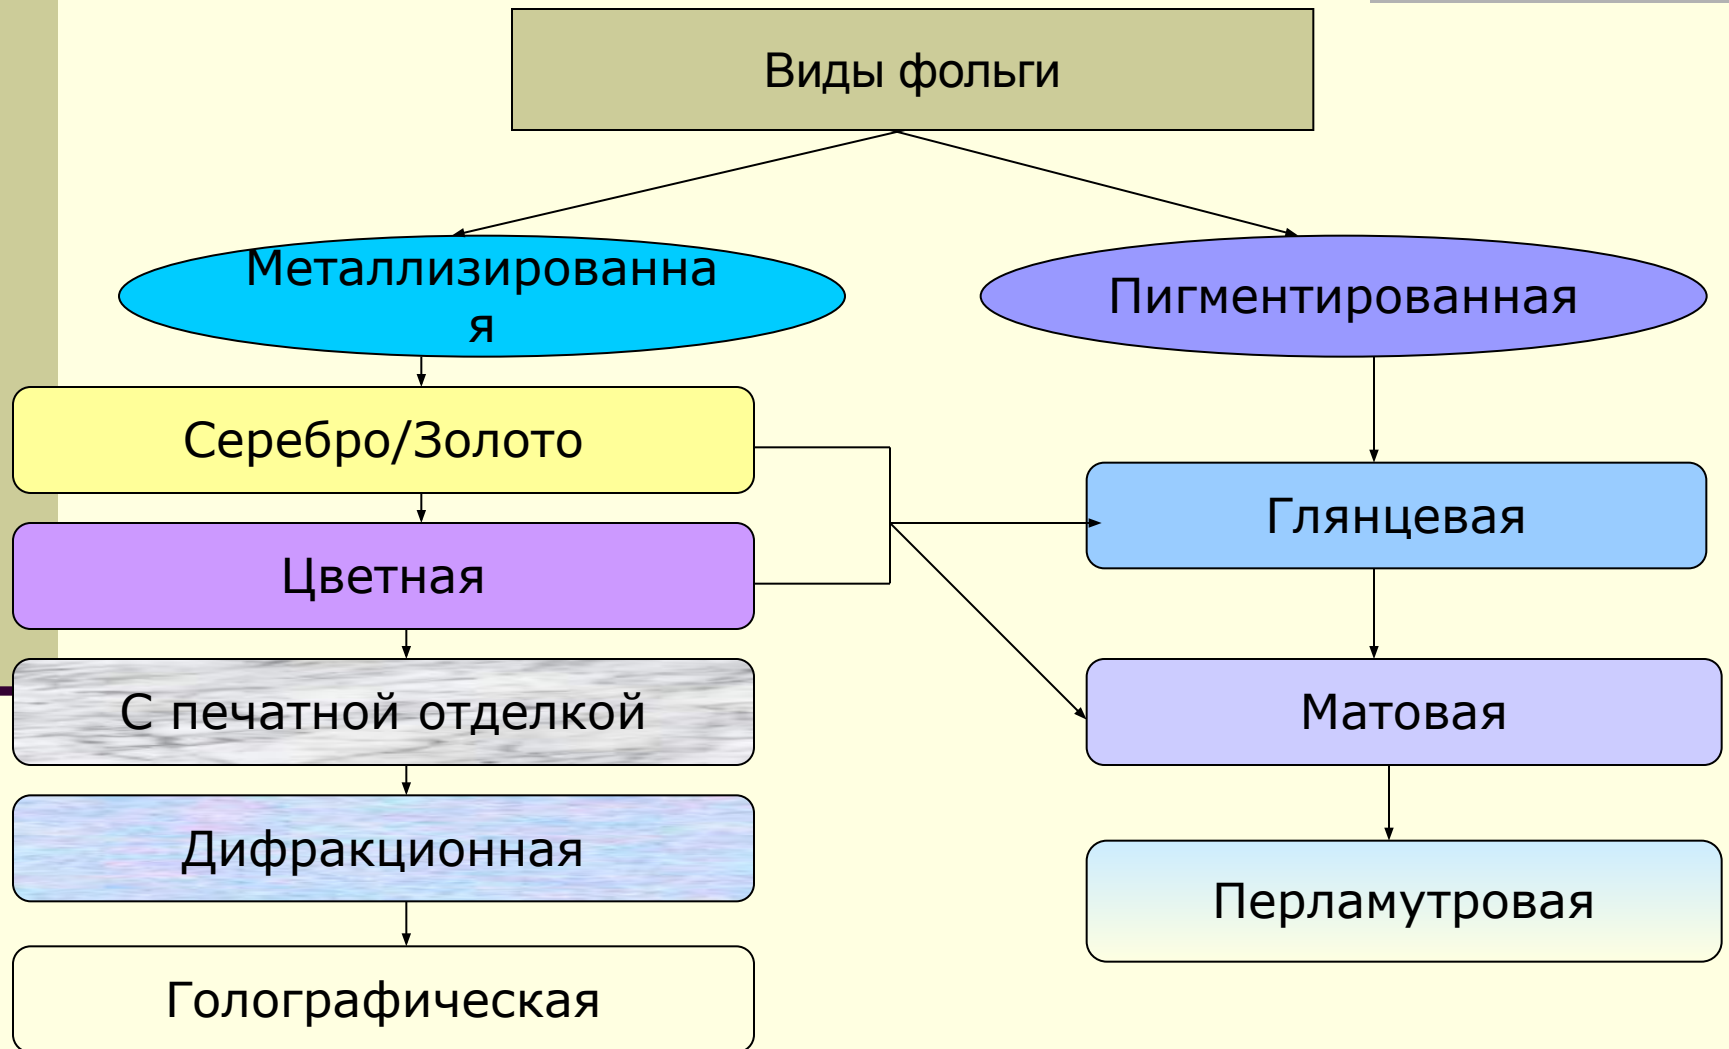 Виды фольги
Металлизированна
я
Пигментированная
Серебро/Золото
Цветная
С печатной отделкой
Дифракционная
Голографическая
Глянцевая
Матовая
Перламутровая